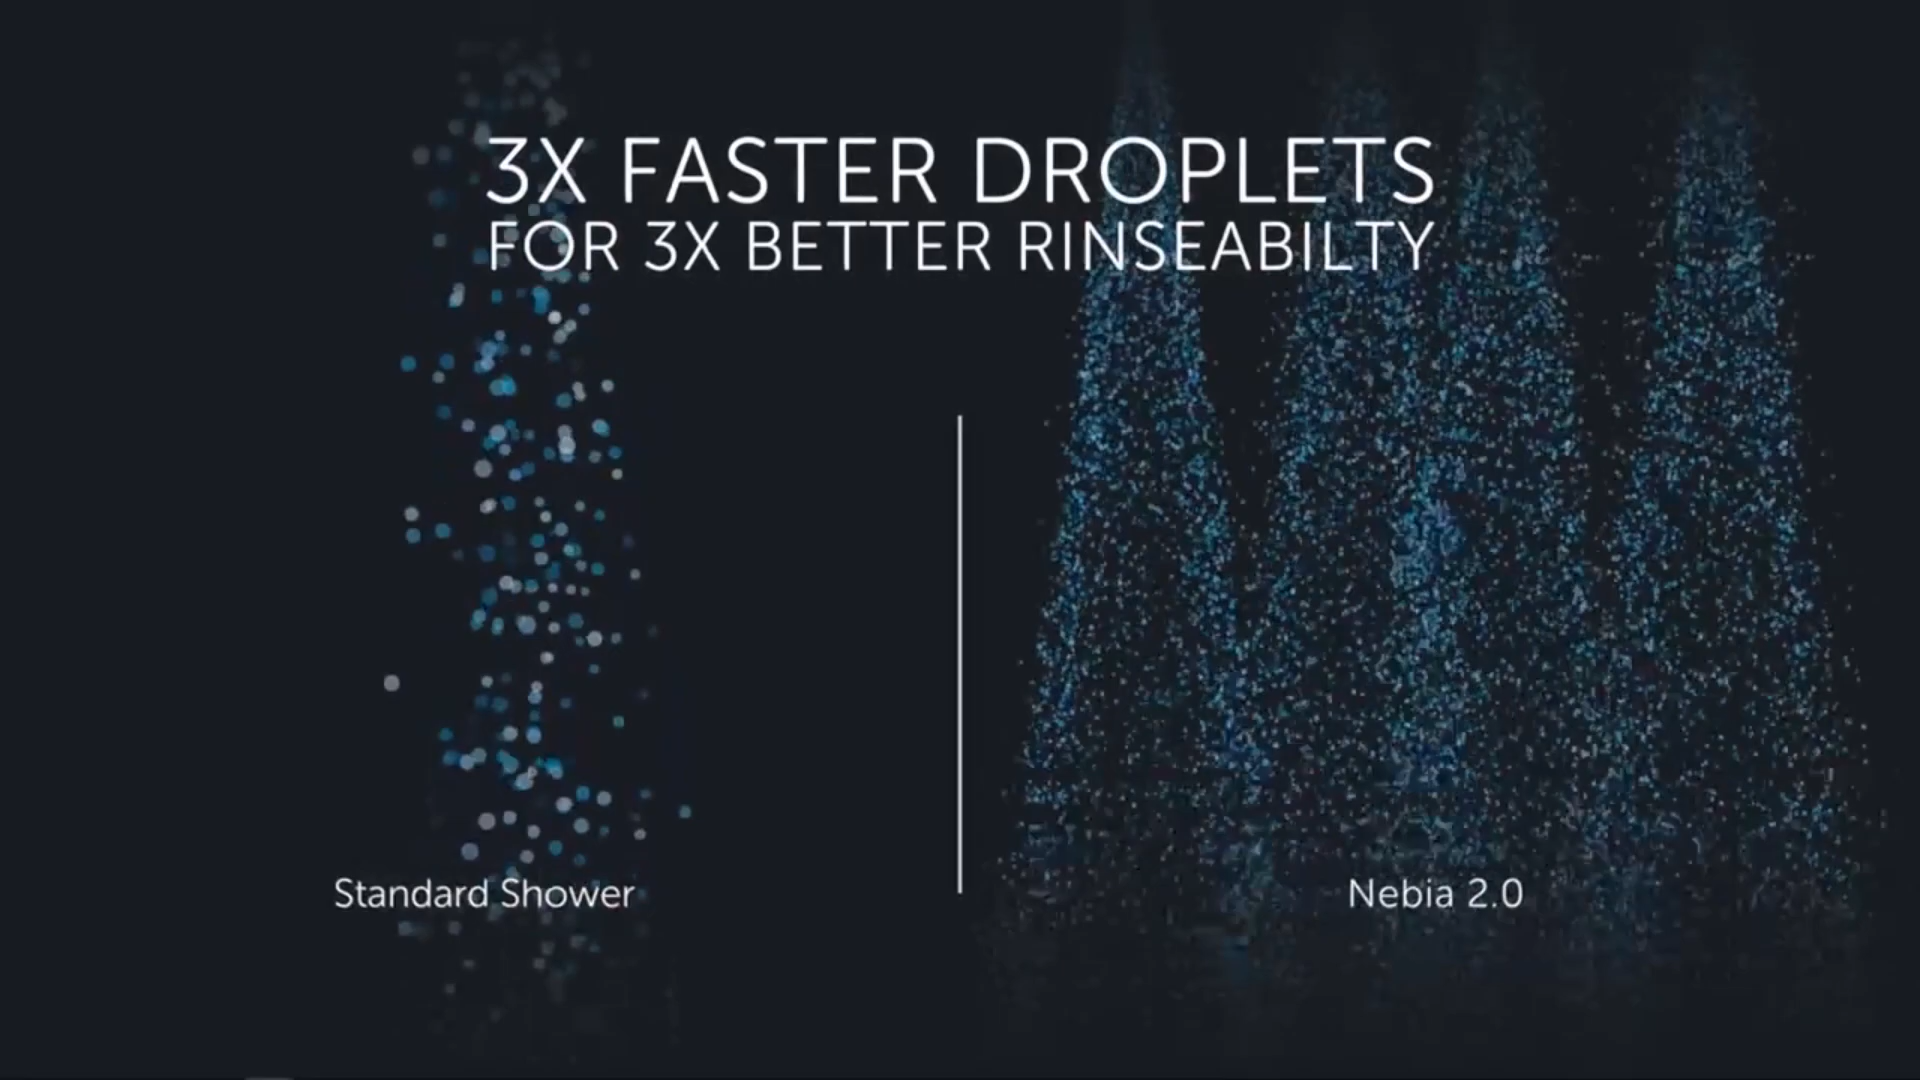 3X FASTER DROPLETS
FOR 3X BETTER RINSEABILTY
Standard Shower
Nebia 2.0